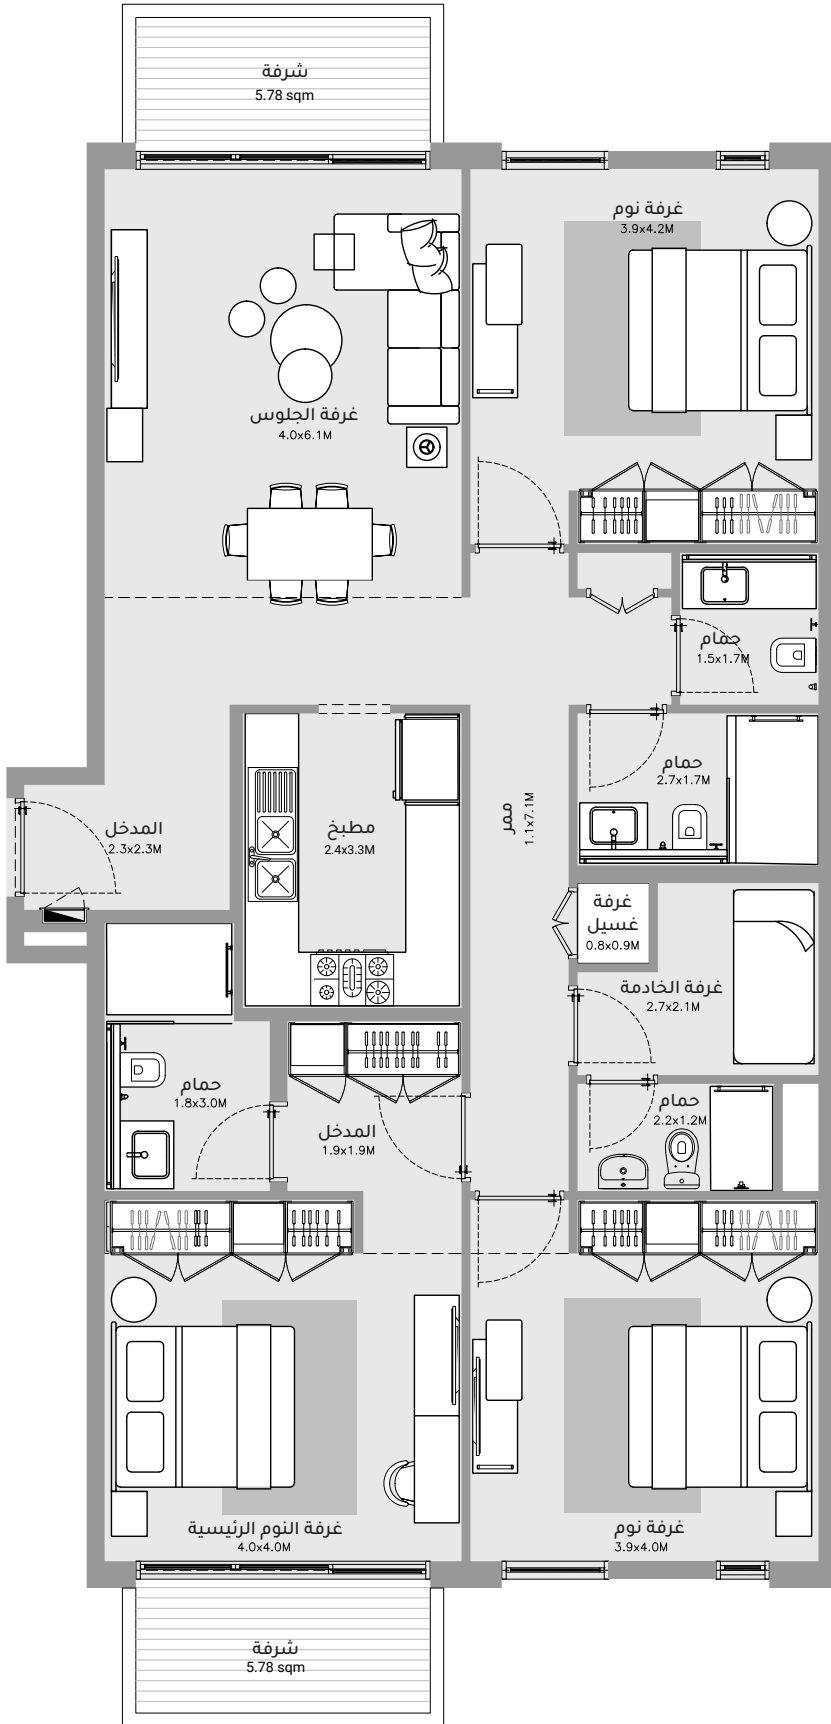 شرفة
5.78 sqm
غرفة نوم
3.9x4.2M
غرفة الجلوس
4.0x6.1M
حمام
1.5x1.7M
حمام
2.7x1.7M
ممر
1.1x7.1M
مطبخ
2.4x3.3M
المدخل
2.3x2.3M
غرفة
غسيل
0.8x0.9M
غرفة الخادمة
2.7x2.1M
حمام
1.8x3.0M
حمام
2.2x1.2M
المدخل
1.9x1.9M
غرفة النوم الرئيسية
4.0x4.0M
غرفة نوم
3.9x4.0M
شرفة
5.78 sqm